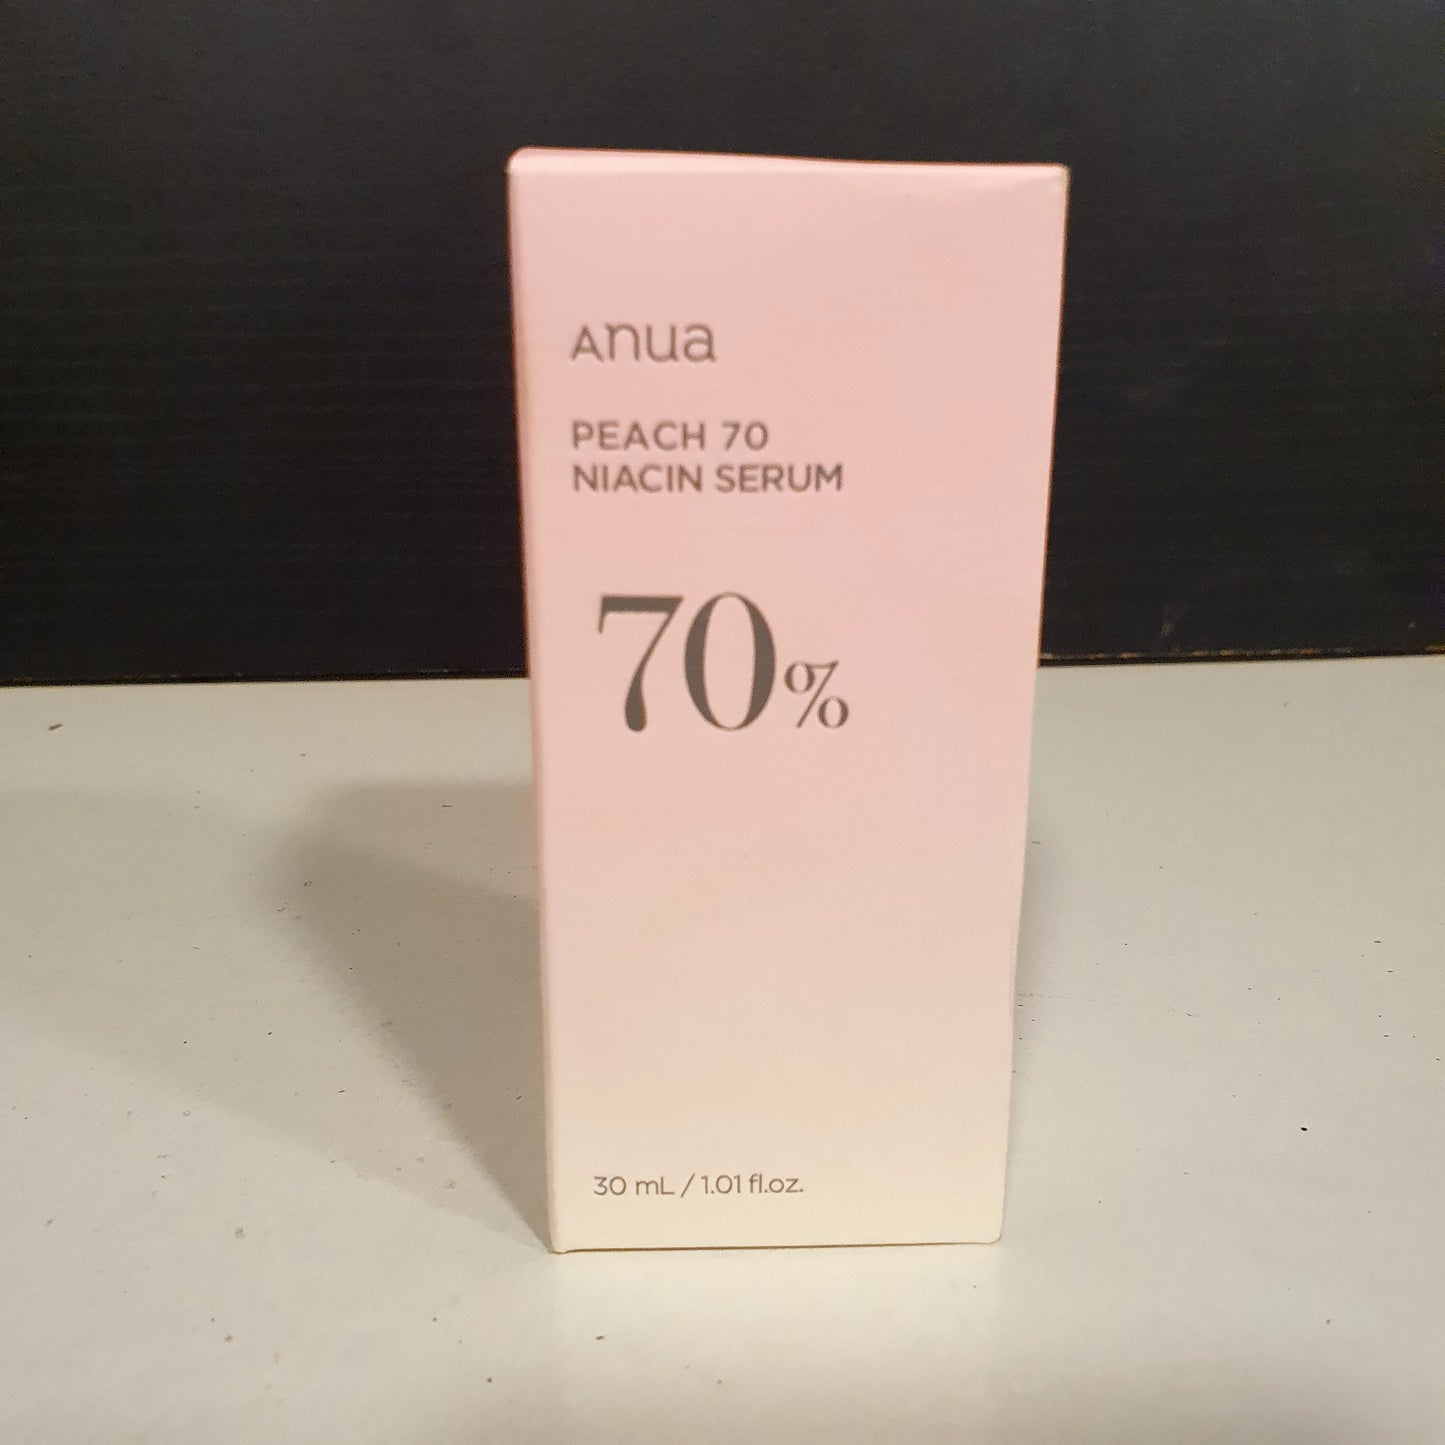 Anua
PEACH 70
NIACIN SERUM
70%
30 mL / 1.01 fl.oz.